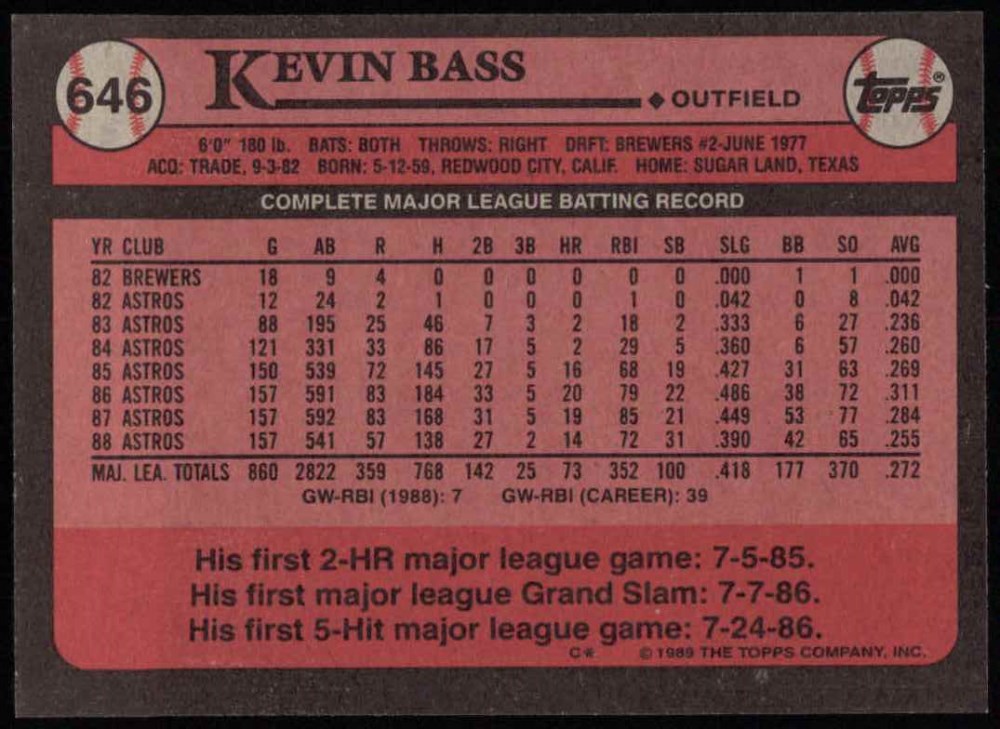 646
KEVIN BASS
◆ OUTFIELD
TOPPS®
6'0" 180 lb. BATS: BOTH THROWS: RIGHT DRFT: BREWERS #2-JUNE 1977
ACQ: TRADE, 9-3-82 BORN: 5-12-59, REDWOOD CITY, CALIF. HOME: SUGAR LAND, TEXAS
COMPLETE MAJOR LEAGUE BATTING RECORD
YR CLUB G AB R H 2B 3B HR RBI SB SLG BB SO AVG
82 BREWERS 18 9 4 0 0 0 0 0 0 .000 1 1 .000
82 ASTROS 12 24 2 1 0 0 0 1 0 .042 0 8 .042
83 ASTROS 88 195 25 46 7 3 2 18 2 .333 6 27 .236
84 ASTROS 121 331 33 86 17 5 2 29 5 .360 6 57 .260
85 ASTROS 150 539 72 145 27 5 16 68 19 .427 31 63 .269
86 ASTROS 157 591 83 184 33 5 20 79 22 .486 38 72 .311
87 ASTROS 157 592 83 168 31 5 19 85 21 .449 53 77 .284
88 ASTROS 157 541 57 138 27 2 14 72 31 .390 42 65 .255
MAJ. LEA. TOTALS 860 2822 359 768 142 25 73 352 100 .418 177 370 .272
GW-RBI (1988): 7 GW-RBI (CAREER): 39
His first 2-HR major league game: 7-5-85.
His first major league Grand Slam: 7-7-86.
His first 5-Hit major league game: 7-24-86.
C* © 1989 THE TOPPS COMPANY, INC.